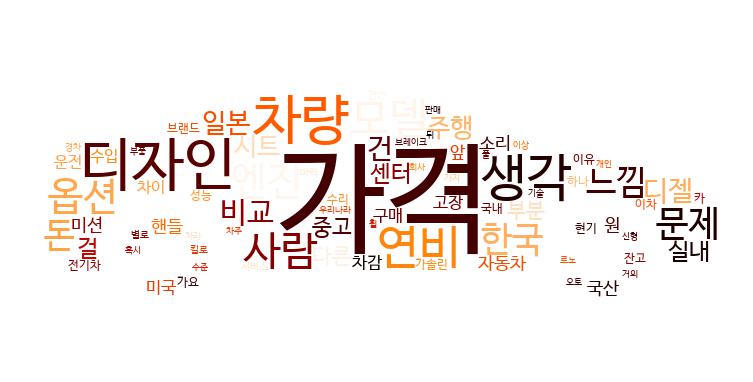 판매
차량
모델
일본
브랜드
주행
뒤
브레이크
소리
이상
경차
부품
수입
운전
디자인
시트
건
앞
풀
회사
센터
생각
이유
개인
느낌
하나
기술
엔진
가격
옵션
차이
성능
수리
우리나라
비교
고장
구매
국내
부분
디젤
카
이차
돈
미션
핸들
차주
중고
휠
원
문제
걸
별로
혹시
킬로
수준
사람
다른
차감
연비
가솔린
한국
자동차
현기
신형
실내
전기차
미국
가요
르노
잔고
거의
오토
국산